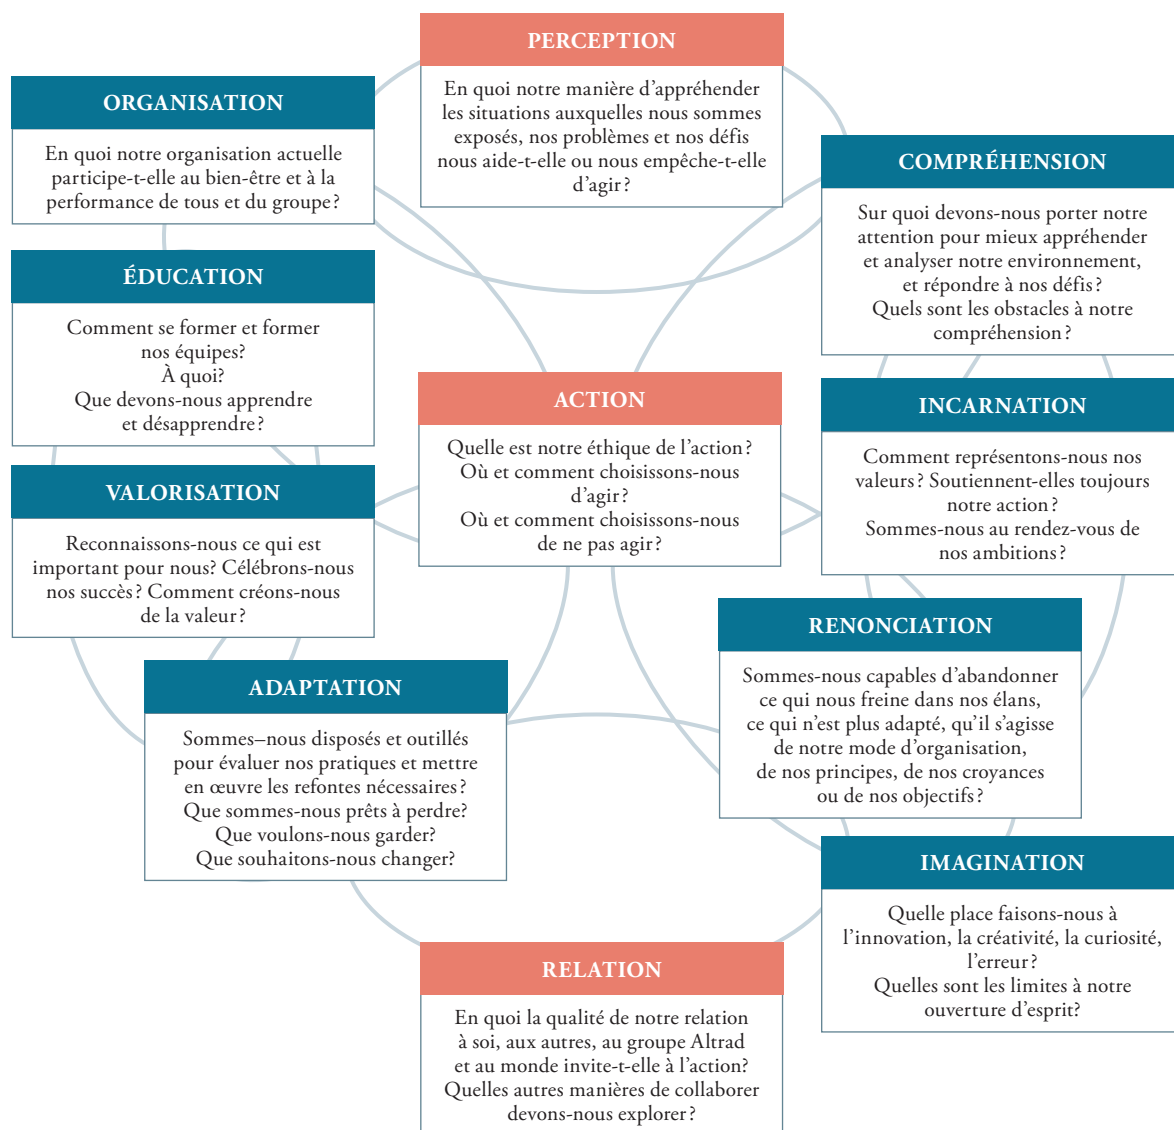 PERCEPTION
En quoi notre manière d’appréhender
les situations auxquelles nous sommes
exposés, nos problèmes et nos défis
nous aide-t-elle ou nous empêche-t-elle
d’agir ?
ORGANISATION
En quoi notre organisation actuelle
participe-t-elle au bien-être et à la
performance de tous et du groupe ?
COMPRÉHENSION
Sur quoi devons-nous porter notre
attention pour mieux appréhender
et analyser notre environnement,
et répondre à nos défis ?
Quels sont les obstacles à notre
compréhension ?
ÉDUCATION
Comment se former et former
nos équipes?
À quoi?
Que devons-nous apprendre
et désapprendre ?
ACTION
Quelle est notre éthique de l’action ?
Où et comment choisissons-nous
d’agir ?
Où et comment choisissons-nous
de ne pas agir ?
INCARNATION
Comment représentons-nous nos
valeurs ? Soutiennent-elles toujours
notre action ?
Sommes-nous au rendez-vous de
nos ambitions ?
VALORISATION
Reconnaissons-nous ce qui est
important pour nous? Célébrons-nous
nos succès ? Comment créons-nous
de la valeur ?
RENONCIATION
Sommes-nous capables d’abandonner
ce qui nous freine dans nos élans,
ce qui n’est plus adapté, qu’il s’agisse
de notre mode d’organisation,
de nos principes, de nos croyances
ou de nos objectifs ?
ADAPTATION
Sommes–nous disposés et outillés
pour évaluer nos pratiques et mettre
en œuvre les refontes nécessaires ?
Que sommes-nous prêts à perdre?
Que voulons-nous garder?
Que souhaitons-nous changer?
IMAGINATION
Quelle place faisons-nous à
l’innovation, la créativité, la curiosité,
l’erreur ?
Quelles sont les limites à notre
ouverture d’esprit?
RELATION
En quoi la qualité de notre relation
à soi, aux autres, au groupe Altrad
et au monde invite-t-elle à l’action?
Quelles autres manières de collaborer
devons-nous explorer ?